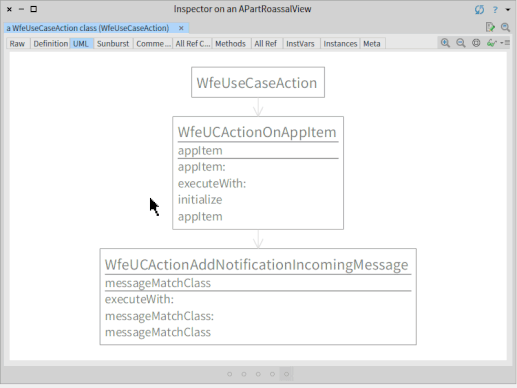 Inspector on an APartRoassalView
a WfeUseCaseAction class (WfeUseCaseAction)
Raw Definition UML Sunburst Comme ... All Ref C... Methods All Ref InstVars Instances Meta
WfeUseCaseAction
WfeUCActionOnAppItem
appItem
appItem:
executeWith:
initialize
appItem
WfeUCActionAddNotificationIncomingMessage
messageMatchClass
executeWith:
messageMatchClass:
messageMatchClass